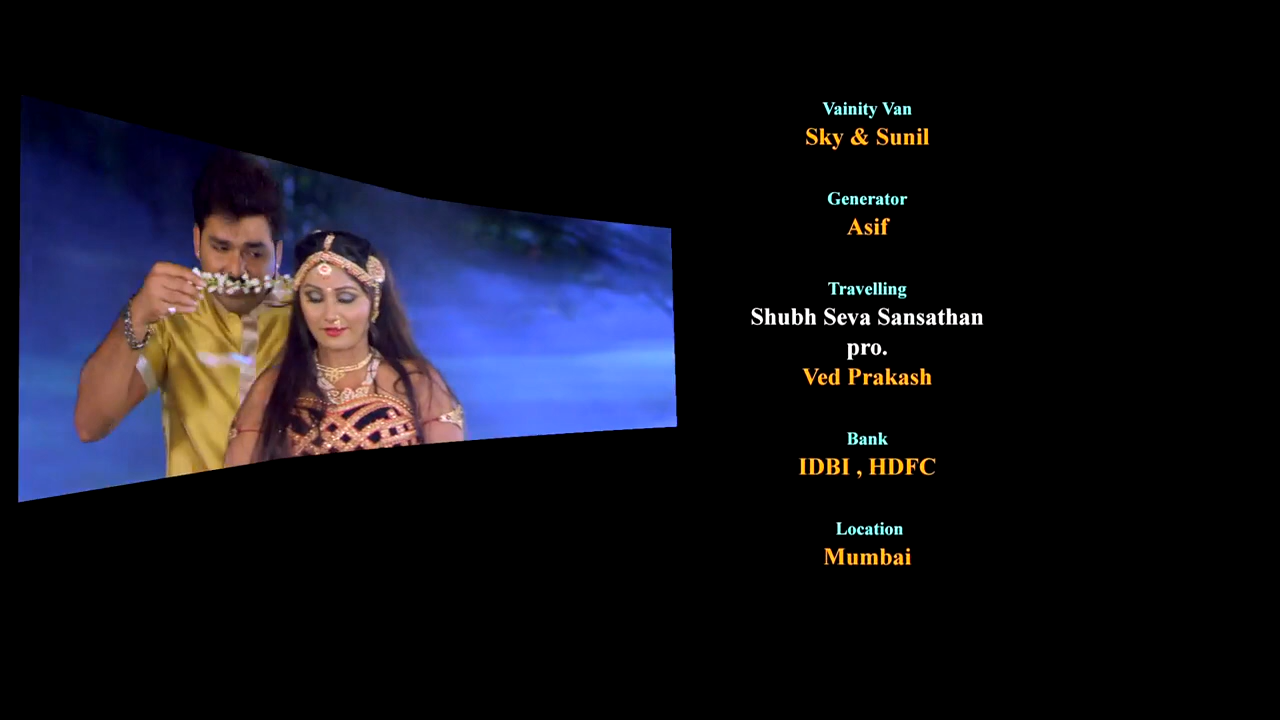 Vainity Van
Sky & Sunil
Generator
Asif
Travelling
Shubh Seva Sansathan
pro.
Ved Prakash
Bank
IDBI , HDFC
Location
Mumbai